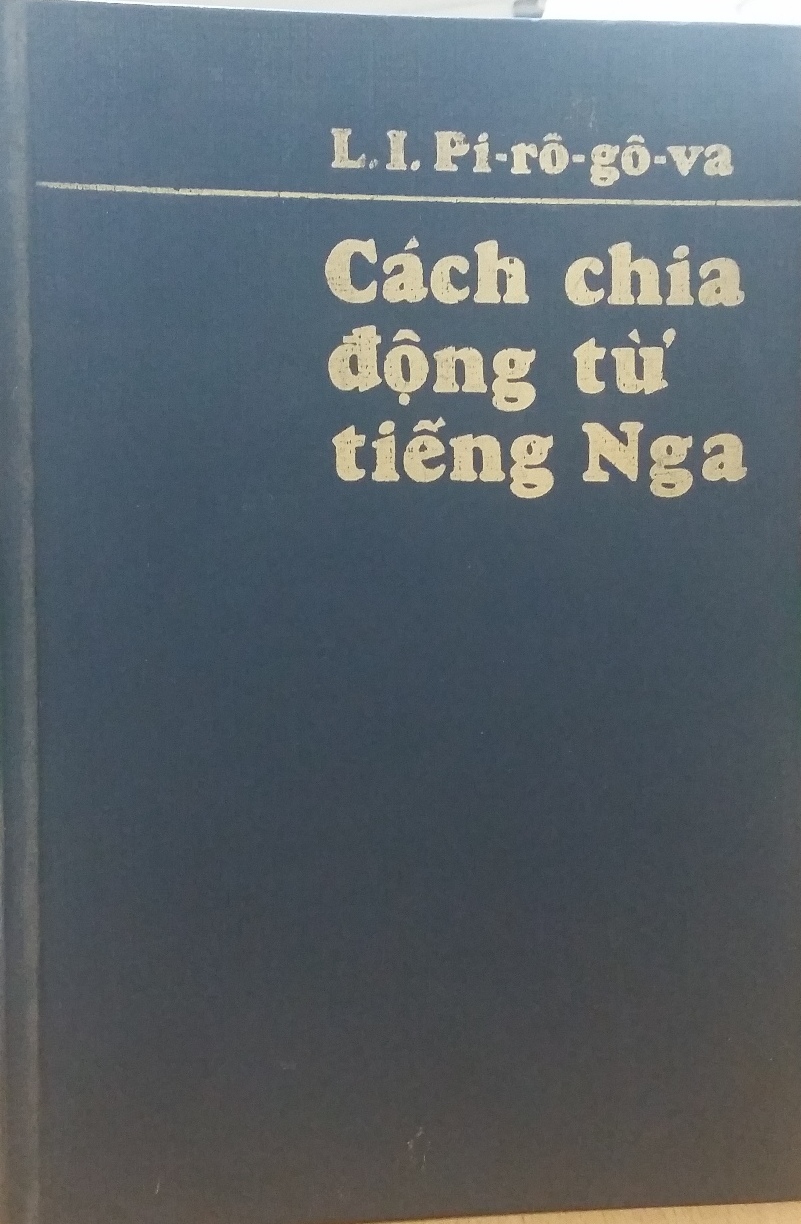 L. I. Pi-rô-gô-va
Cách chia
động từ
tiếng Nga